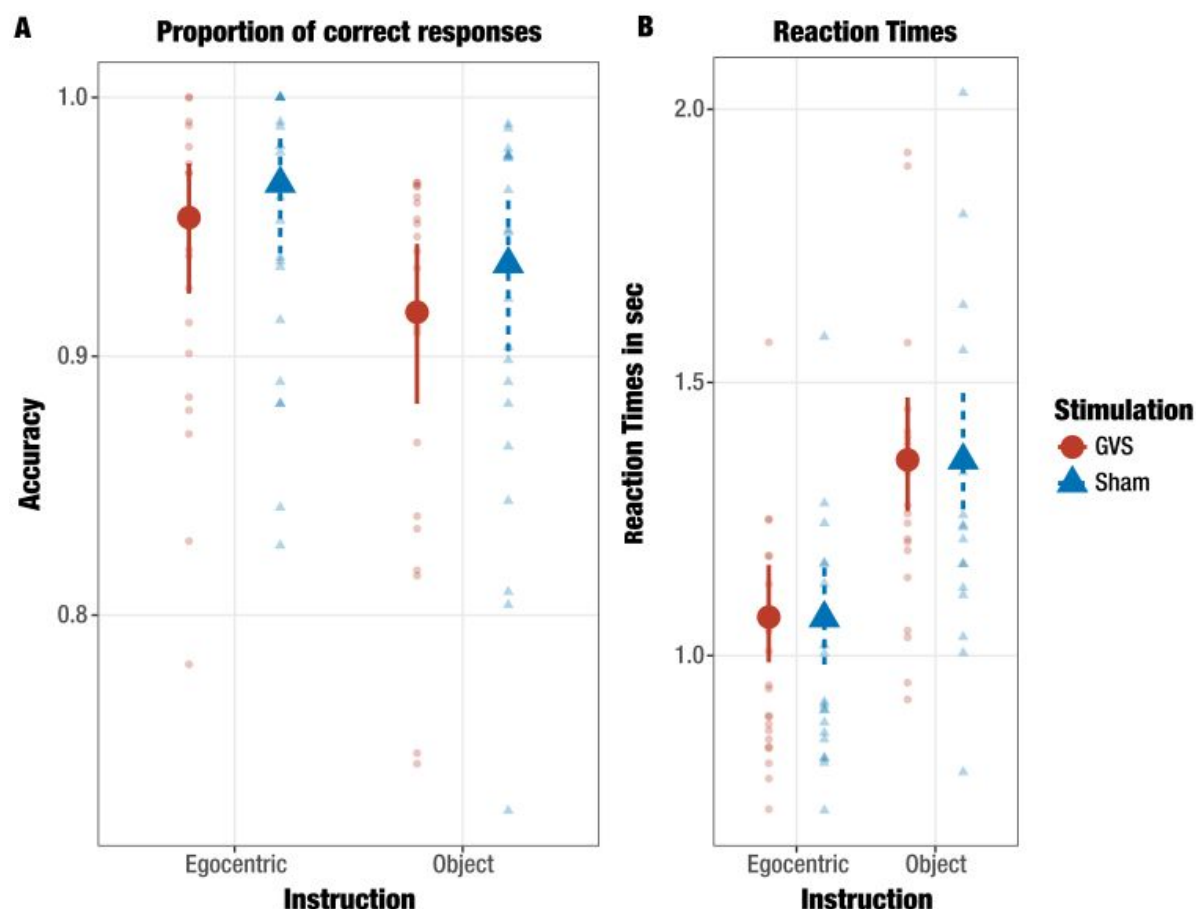 A
Proportion of correct responses
1.0
0.9
0.8
Accuracy
Egocentric
Object
Instruction
B
Reaction Times
2.0
1.5
1.0
Reaction Times in sec
Egocentric
Object
Instruction
Stimulation
GVS
Sham